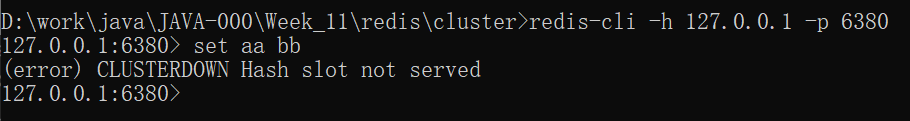 D:\work\java\JAVA-000\Week_11\redis\cluster>redis-cli -h 127.0.0.1 -p 6380
127.0.0.1:6380> set aa bb
(error) CLUSTERDOWN Hash slot not served
127.0.0.1:6380>